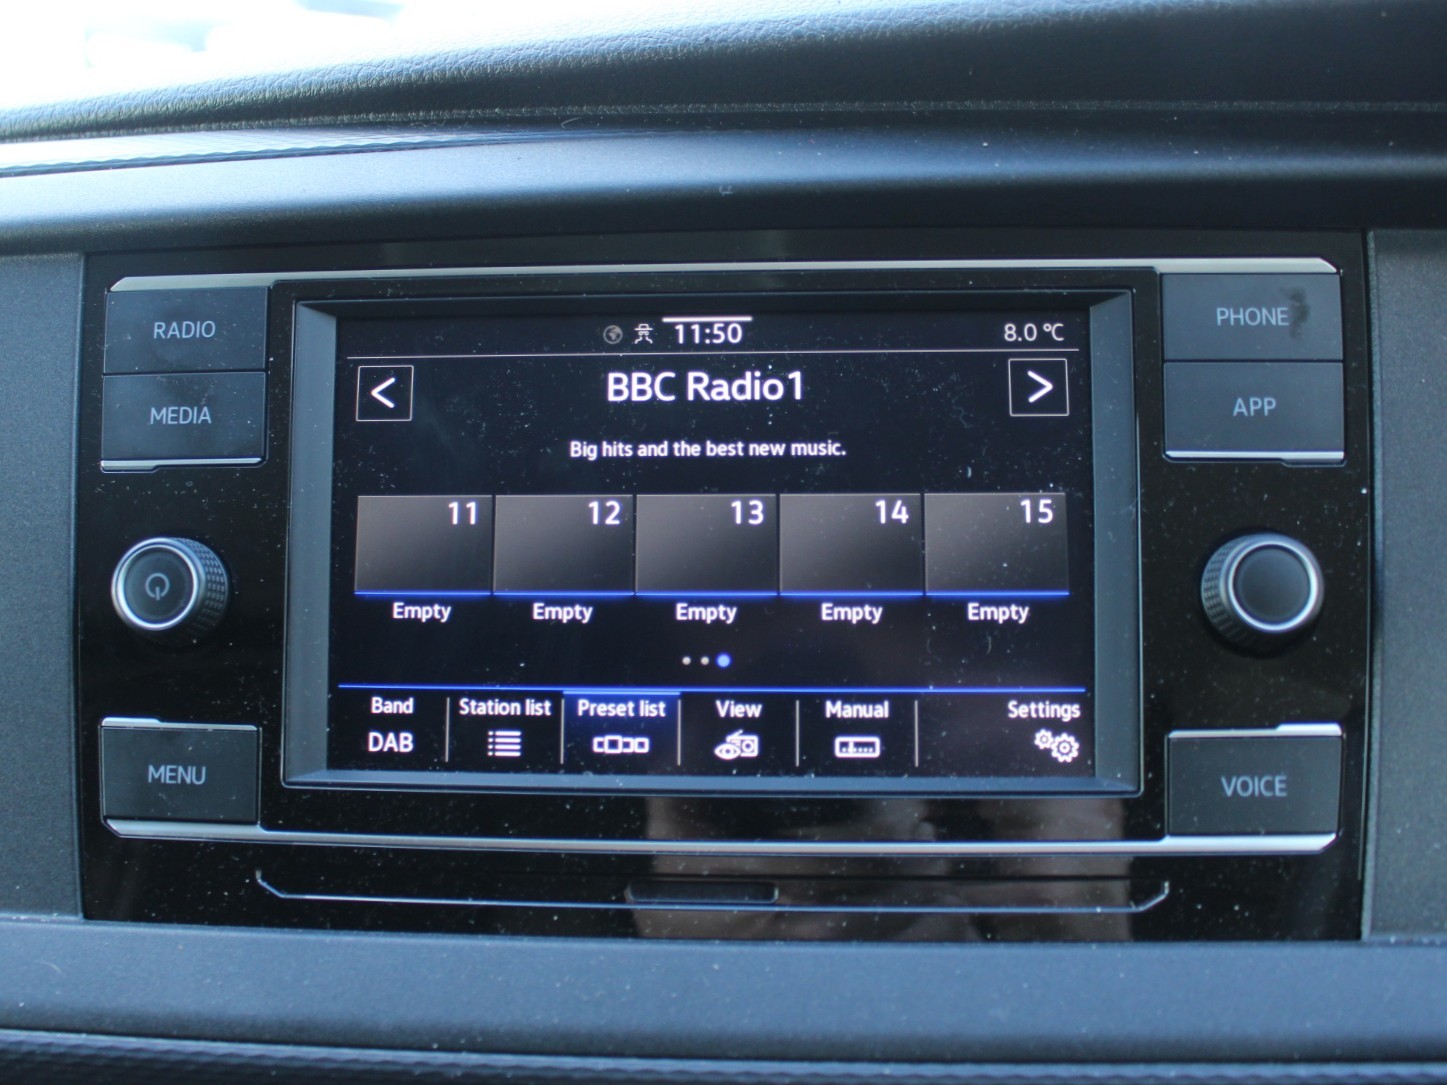 RADIO
MEDIA
MENU
11:50
8.0 °C
<
BBC Radio1
>
Big hits and the best new music.
11 12 13 14 15
Empty Empty Empty Empty Empty
Band Station list Preset list View Manual Settings
DAB
PHONE
APP
VOICE